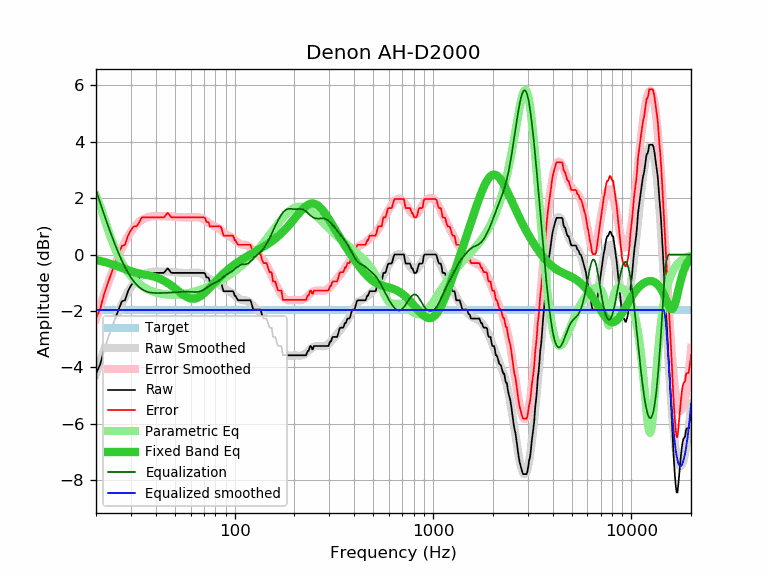 Denon AH-D2000
Amplitude (dBr)
6
4
2
0
−2
−4
−6
−8
Target
Raw Smoothed
Error Smoothed
Raw
Error
Parametric Eq
Fixed Band Eq
Equalization
Equalized smoothed
100
1000
10000
Frequency (Hz)